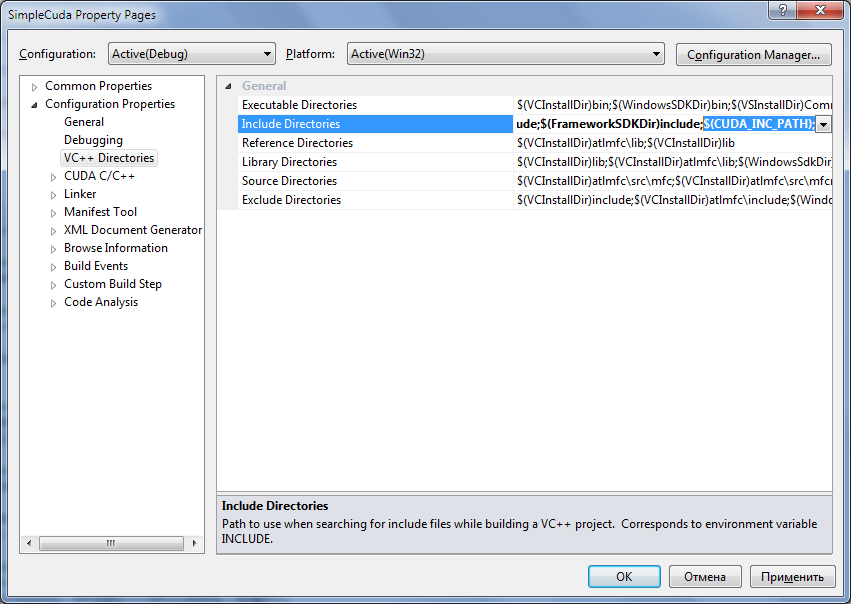 SimpleCuda Property Pages
Configuration: Active(Debug) Platform: Active(Win32) Configuration Manager...
Common Properties
Configuration Properties
General
Debugging
VC++ Directories
CUDA C/C++
Linker
Manifest Tool
XML Document Generator
Browse Information
Build Events
Custom Build Step
Code Analysis
General
Executable Directories $(VCInstallDir)bin;$(WindowsSDKDir)bin;$(VSInstallDir)Com
Include Directories ude;$(FrameworkSDKDir)include;$(CUDA_INC_PATH);
Reference Directories $(VCInstallDir)atlmfc\lib;$(VCInstallDir)lib
Library Directories $(VCInstallDir)lib;$(VCInstallDir)atlmfc\lib;$(WindowsSdkDir)
Source Directories $(VCInstallDir)atlmfc\src\mfc;$(VCInstallDir)atlmfc\src\mfc
Exclude Directories $(VCInstallDir)include;$(VCInstallDir)atlmfc\include;$(Windo
Include Directories
Path to use when searching for include files while building a VC++ project. Corresponds to environment variable
INCLUDE.
OK Отмена Применить